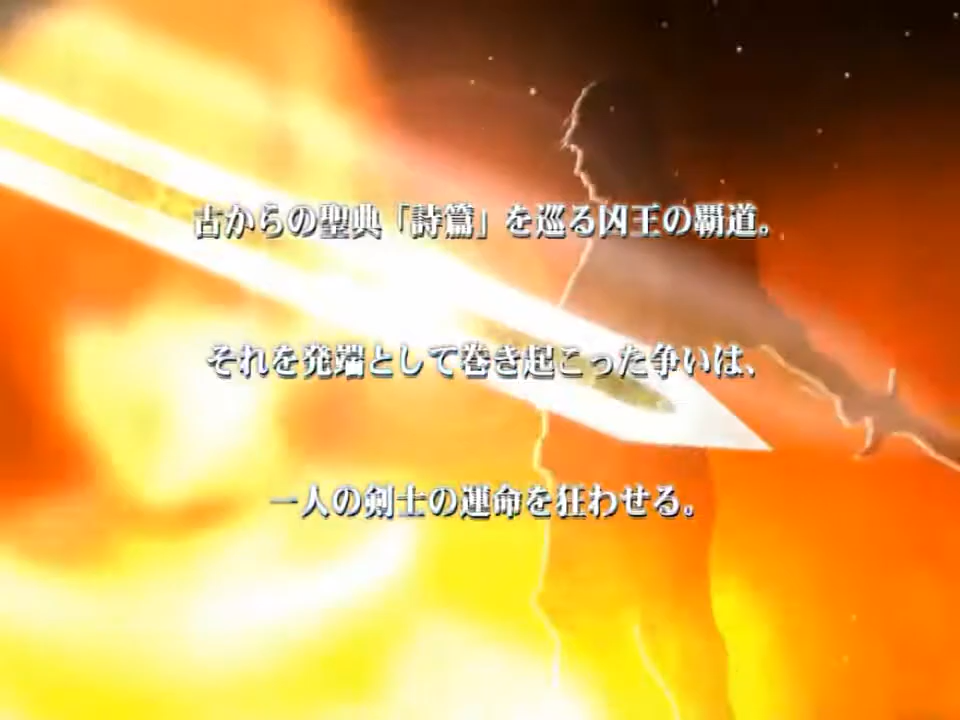 古からの聖典「詩篇」を巡る凶王の覇道。
それを発端として巻き起こった争いは、
一人の剣士の運命を狂わせる。